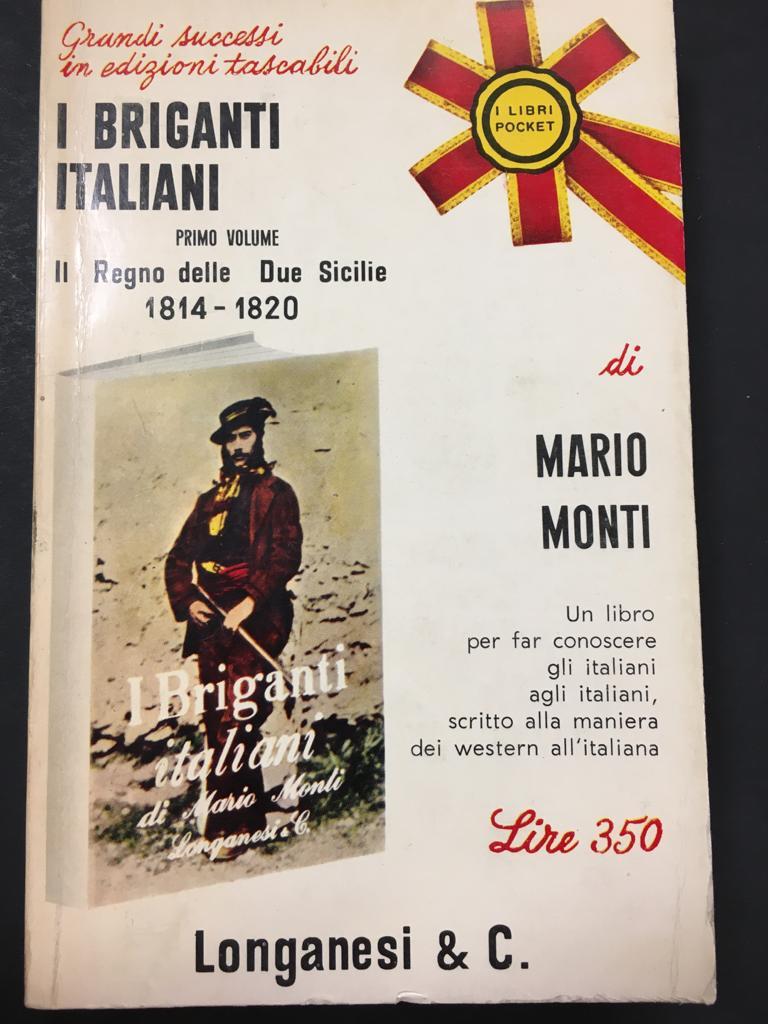 Grandi successi
in edizioni tascabili
I LIBRI
POCKET
I BRIGANTI
ITALIANI
PRIMO VOLUME
Il Regno delle Due Sicilie
1814-1820
di
MARIO
MONTI
Un libro
per far conoscere
gli italiani
agli italiani,
scritto alla maniera
dei western all'italiana
I Briganti
italiani
di Mario Monti
Longanesi & C.
Lire 350
Longanesi & C.